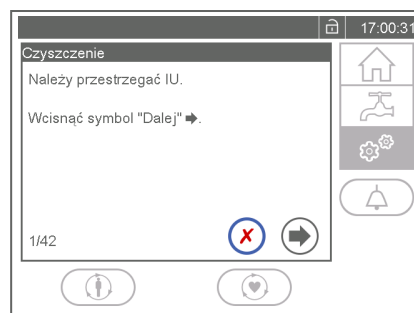 17:00:31
Czyszczenie
Należy przestrzegać IU.
Wcisnąć symbol "Dalej" ➡.
1/42